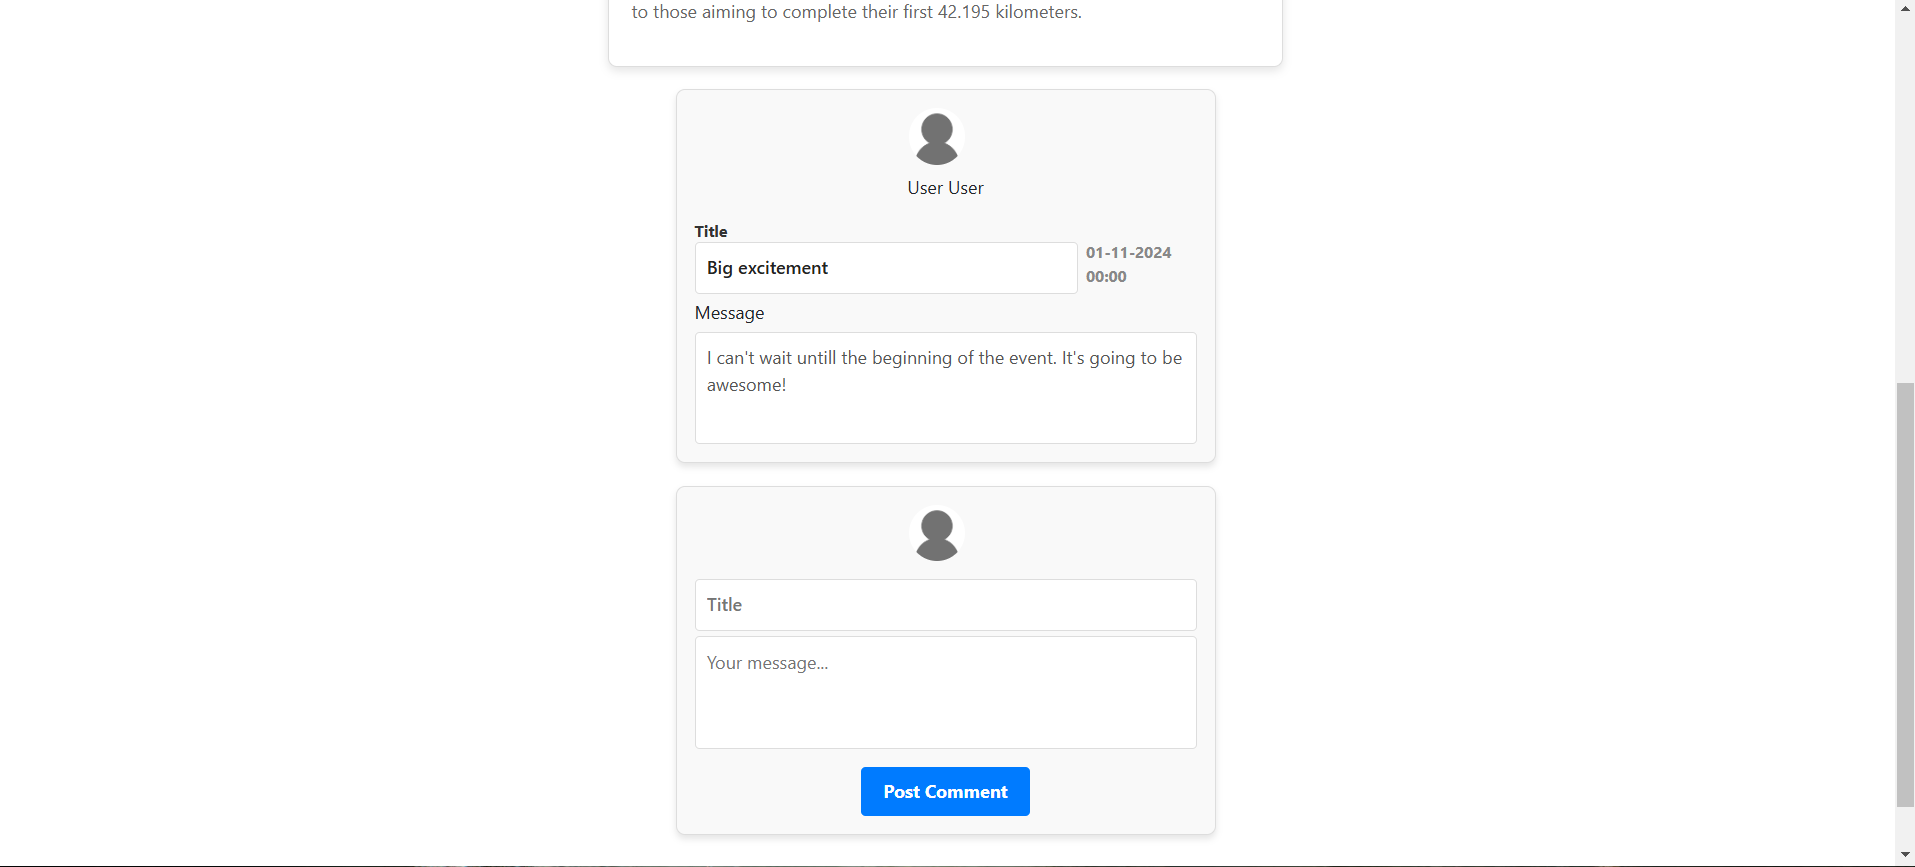 to those aiming to complete their first 42.195 kilometers.
User User
Title
Big excitement
01-11-2024
00:00
Message
I can't wait untill the beginning of the event. It's going to be
awesome!
Title
Your message...
Post Comment